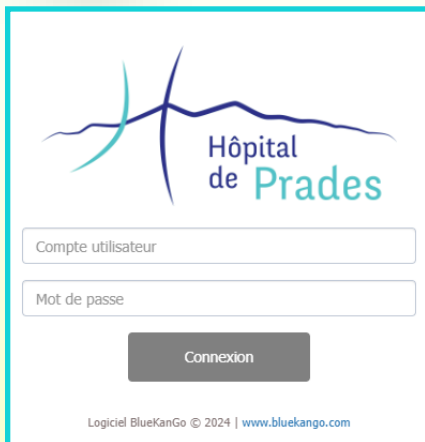 Hôpital
de Prades
Compte utilisateur
Mot de passe
Connexion
Logiciel BlueKanGo © 2024 | www.bluekango.com